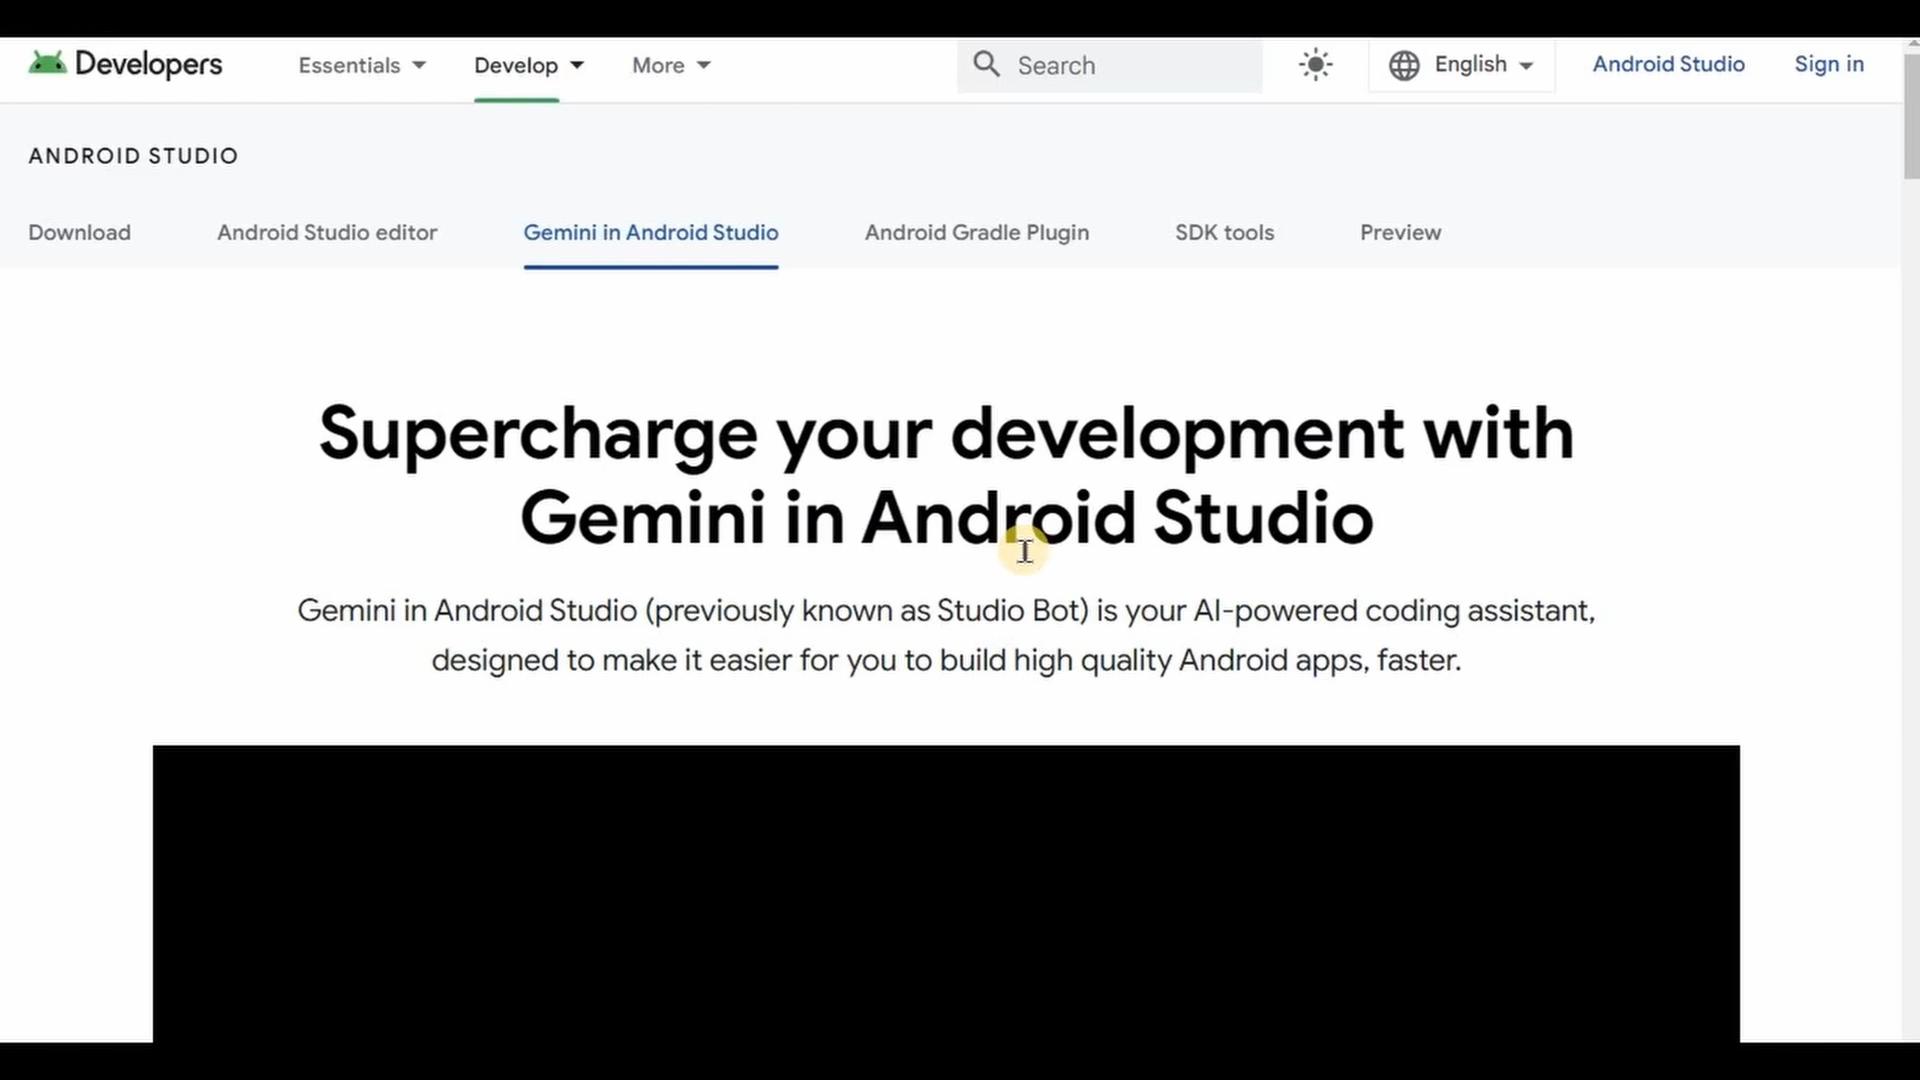 Developers
Essentials
Develop
More
Search
English
Android Studio
Sign in
ANDROID STUDIO
Download
Android Studio editor
Gemini in Android Studio
Android Gradle Plugin
SDK tools
Preview
Supercharge your development with
Gemini in Android Studio
Gemini in Android Studio (previously known as Studio Bot) is your AI-powered coding assistant,
designed to make it easier for you to build high quality Android apps, faster.